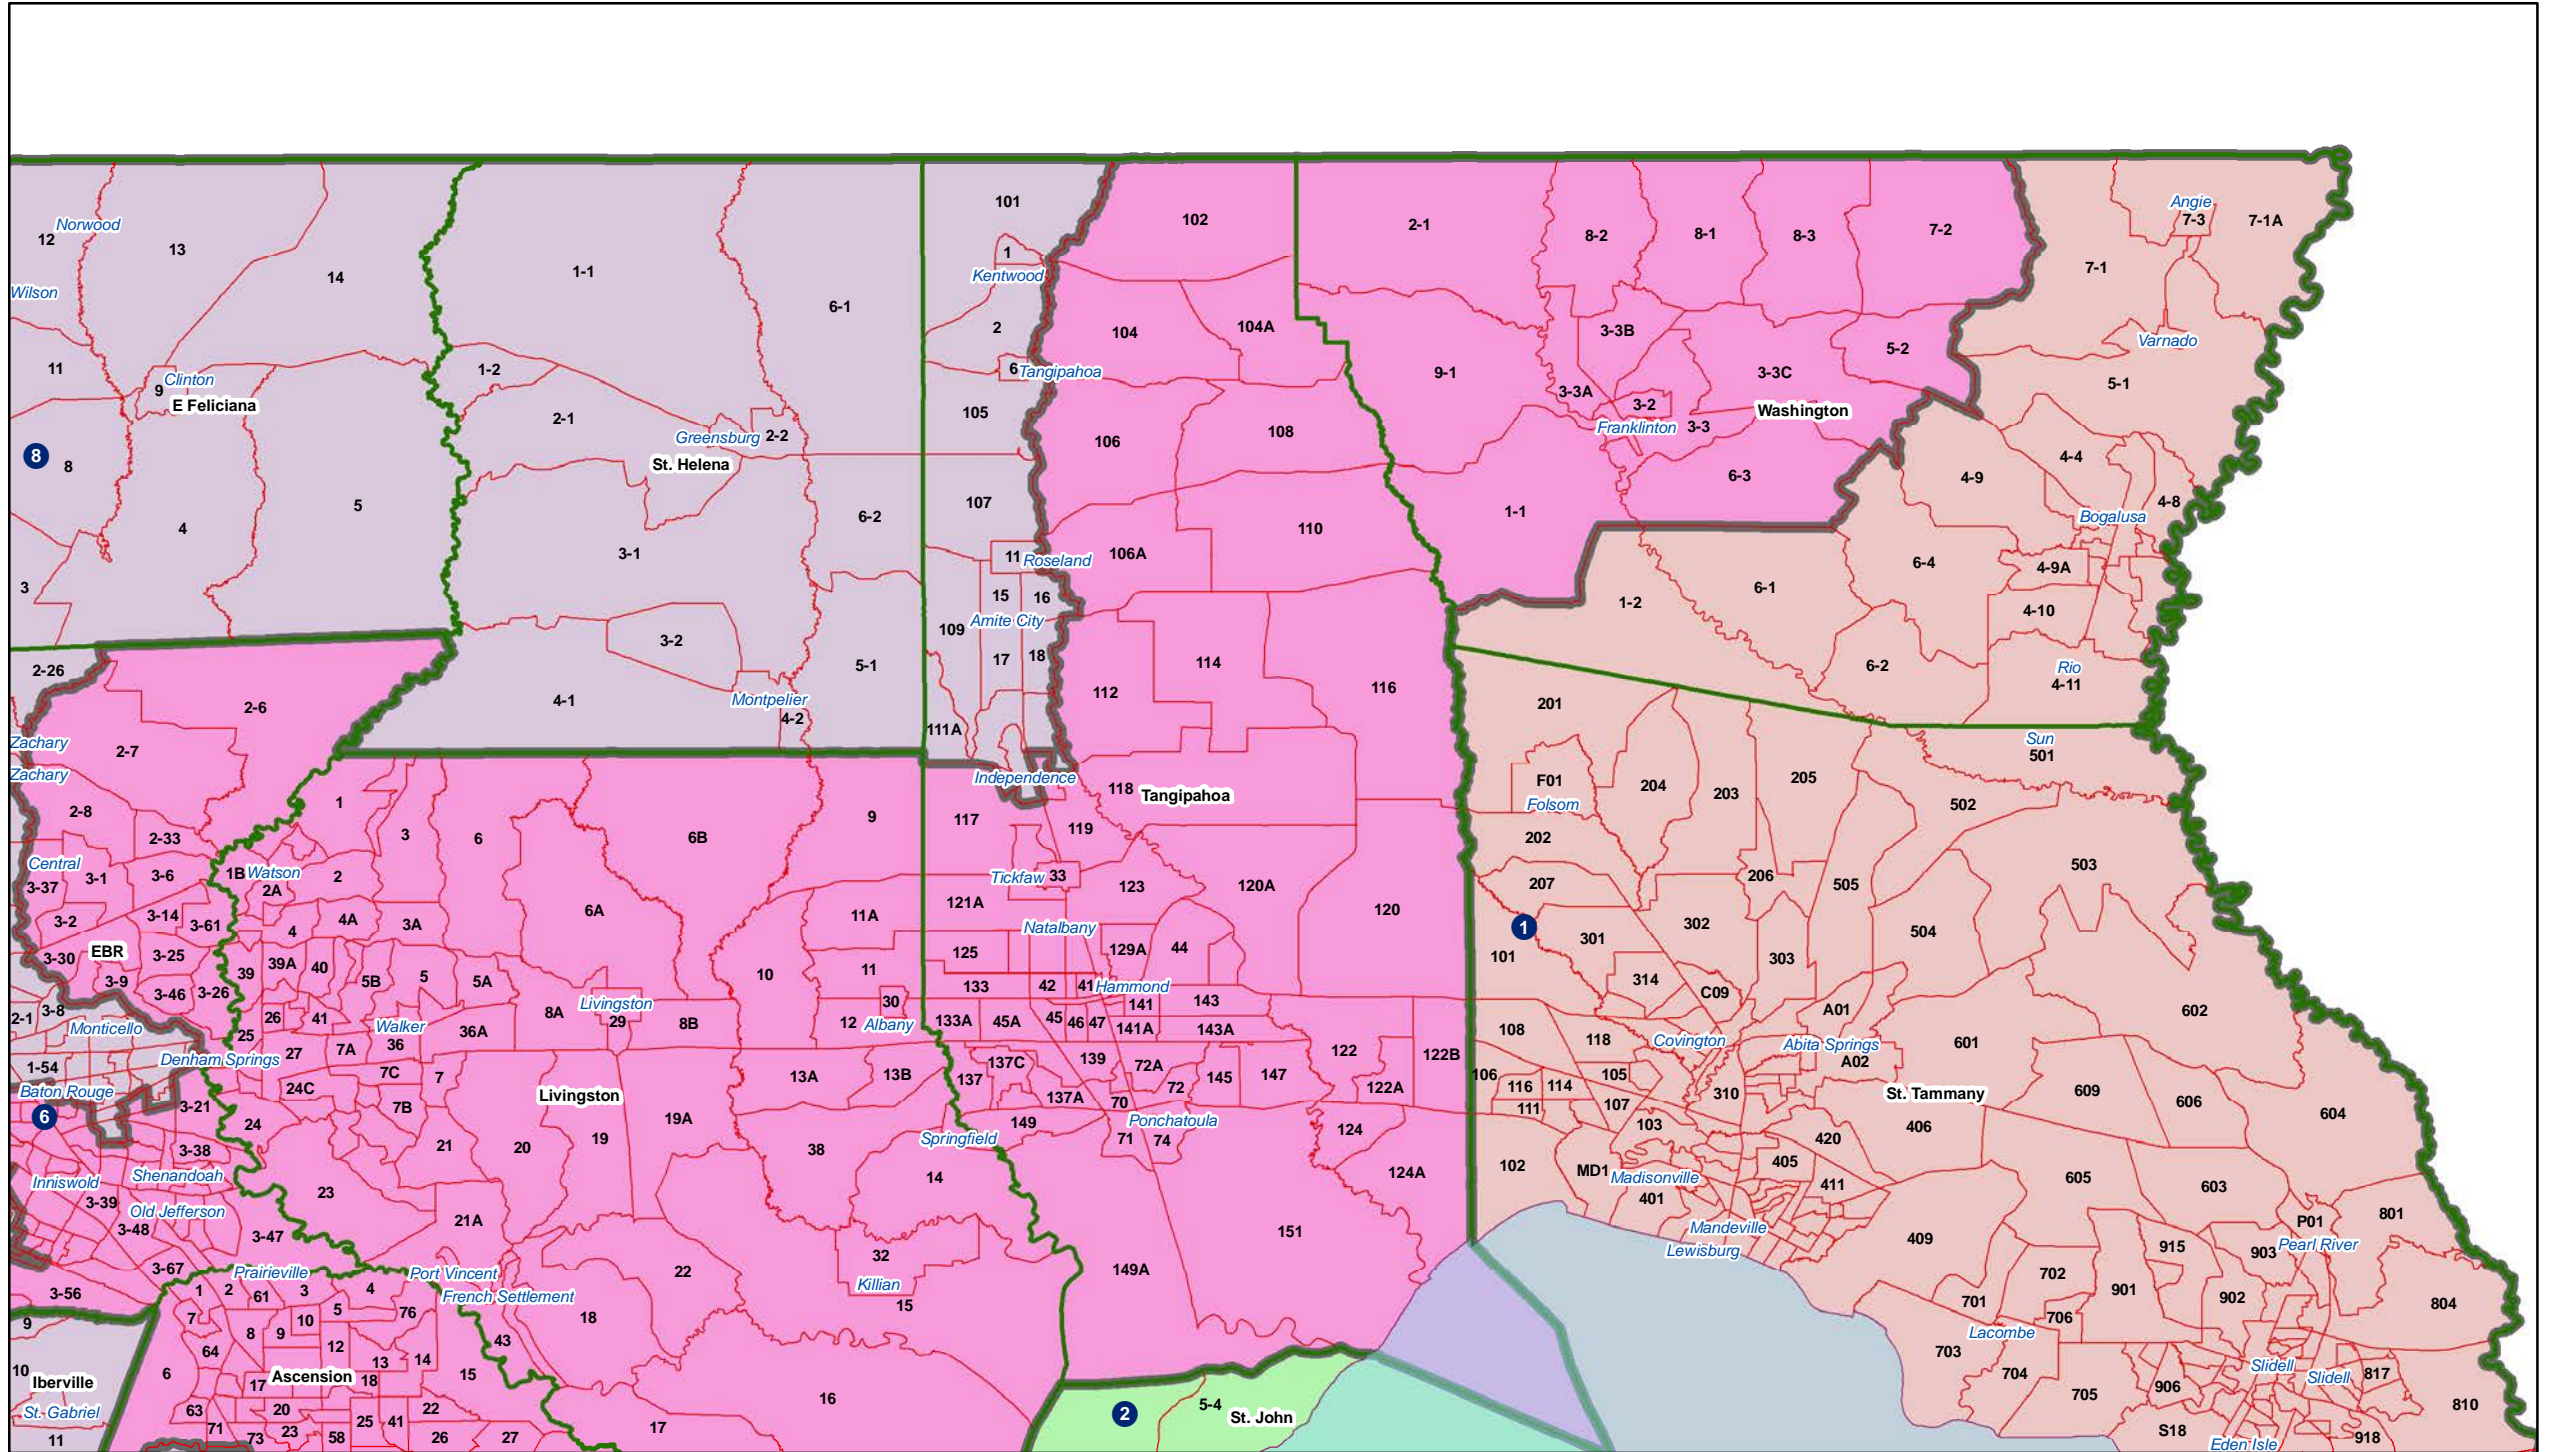 101
102
2-1
8-2
8-1
8-3
7-2
Angie
7-3
7-1A
Norwood
12
13
14
1-1
6-1
1
Kentwood
7-1
Wilson
2
104
104A
3-3B
5-2
Varnado
11
9
Clinton
E Feliciana
1-2
2-1
6
Tangipahoa
9-1
3-3A
3-2
3-3C
Washington
5-1
105
Greensburg
2-2
St. Helena
106
108
Franklinton
3-3
8
8
4
5
6-2
107
6-3
4-9
4-4
4-8
Bogalusa
1-1
110
3-1
11
Roseland
106A
6-4
4-9A
3
15
16
1-2
6-1
4-10
109
Amite City
3-2
17
18
2-26
5-1
114
6-2
Rio
4-11
4-1
Montpelier
4-2
112
116
201
2-6
111A
Zachary
2-7
Sun
501
Zachary
Independence
118
Tangipahoa
F01
Folsom
204
203
205
502
2-8
1
2-33
3
6
6B
9
117
119
202
Central
3-37
3-1
3-6
1B
Watson
2A
2
Tickfaw
33
123
120A
207
206
505
503
3-2
3-14
3-61
4
4A
3A
6A
11A
121A
Natalbany
120
1
302
EBR
3-30
3-25
125
129A
44
101
301
303
504
3-9
3-46
3-26
39
39A
40
5B
5
5A
10
11
133
42
41
Hammond
314
C09
2-1
3-8
Monticello
26
41
Walker
36
36A
8A
Livingston
29
8B
30
12
Albany
133A
45A
45
46
47
141
141A
143
143A
108
118
Covington
A01
Abita Springs
A02
601
602
25
27
7A
Denham Springs
1-54
24C
7C
7
13A
13B
137
137C
139
72A
72
145
147
122
122A
122B
106
116
114
105
Baton Rouge
6
3-21
7B
Livingston
19A
137A
70
Ponchatoula
111
107
310
St. Tammany
609
606
604
24
3-38
21
20
19
38
Springfield
149
71
74
124
103
420
406
Inniswold
Shenandoah
14
124A
102
MD1
Madisonville
401
405
411
605
603
3-39
23
Old Jefferson
3-48
3-47
21A
151
Mandeville
Lewisburg
409
P01
Pearl River
801
3-67
Prairieville
Port Vincent
32
Killian
15
149A
915
903
3-56
1
2
61
3
4
French Settlement
22
18
702
701
706
901
902
804
9
7
8
9
10
5
76
43
Lacombe
64
12
13
14
703
704
Slidell
Slidell
817
10
Iberville
6
17
Ascension
18
15
16
705
906
810
St. Gabriel
63
20
25
41
22
2
5-4
St. John
11
71
73
23
58
26
27
17
S18
Eden Isle
918